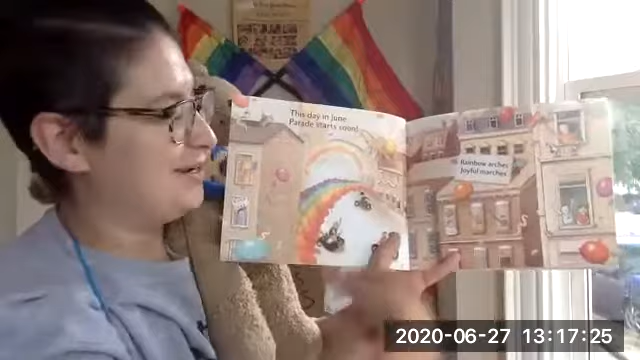 This day in June
Parade starts soon!
Rainbow arches
Joyful marches
2020-06-27 13:17:25